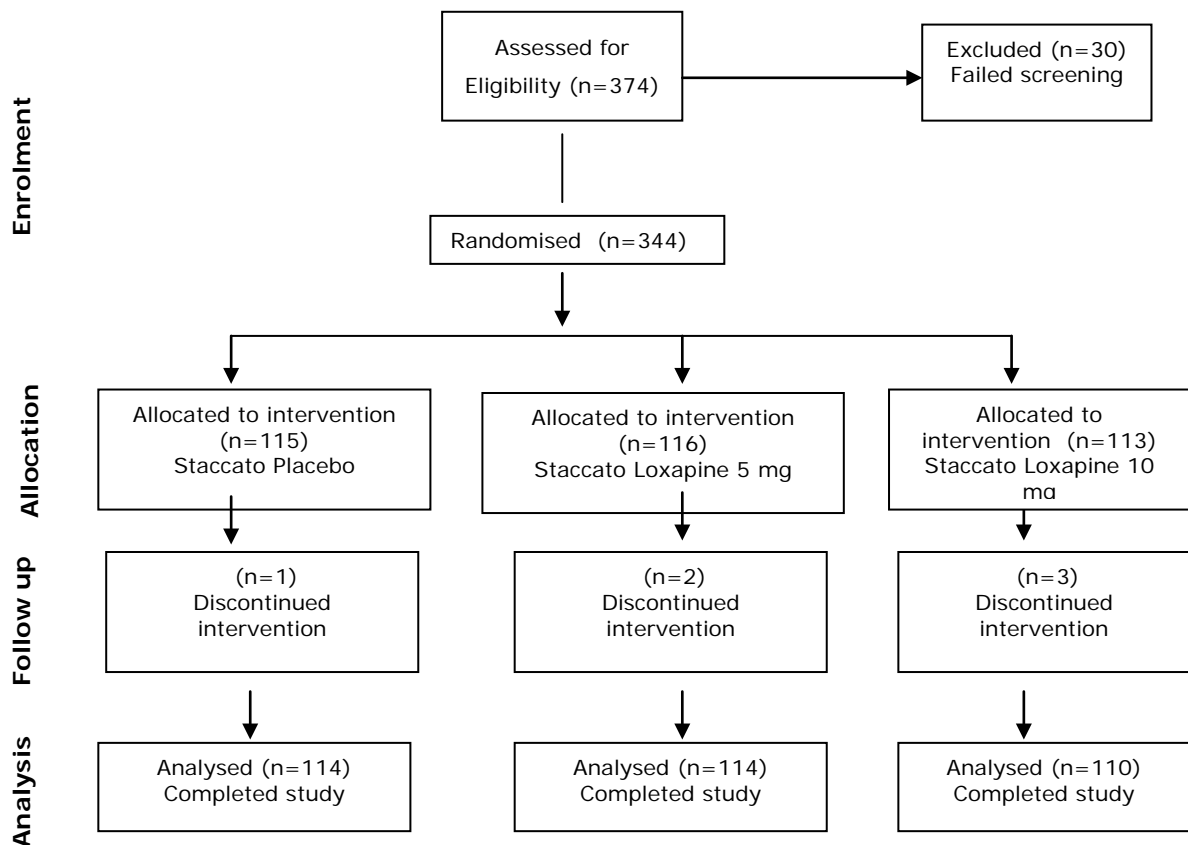 Enrolment
Assessed for
Eligibility (n=374)
Excluded (n=30)
Failed screening
Randomised (n=344)
Allocation
Allocated to intervention
(n=115)
Staccato Placebo
Allocated to intervention
(n=116)
Staccato Loxapine 5 mg
Allocated to
intervention (n=113)
Staccato Loxapine 10
mg
Follow up
(n=1)
Discontinued
intervention
(n=2)
Discontinued
intervention
(n=3)
Discontinued
intervention
Analysis
Analysed (n=114)
Completed study
Analysed (n=114)
Completed study
Analysed (n=110)
Completed study